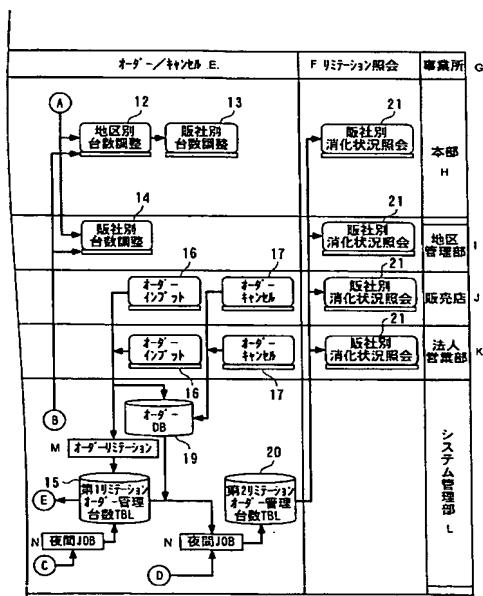 オーダー/キャンセル E.
F リミテーション照会
事業所 G
A
12
13
21
地区別
台数調整
販社別
台数調整
販社別
消化状況照会
本部
H
14
21
販社別
台数調整
販社別
消化状況照会
地区
管理部
I
16
17
21
オーダー
インプット
オーダー
キャンセル
販社別
消化状況照会
販売店 J
21
オーダー
インプット
オーダー
キャンセル
販社別
消化状況照会
法人
営業部
K
16
17
B
オーダー
DB
19
20
M オーダーリミテーション
15
第1リミテーション
オーダー管理
台数TBL
第2リミテーション
オーダー管理
台数TBL
E
N 夜間JOB
N 夜間JOB
C
D
システム管理部
L